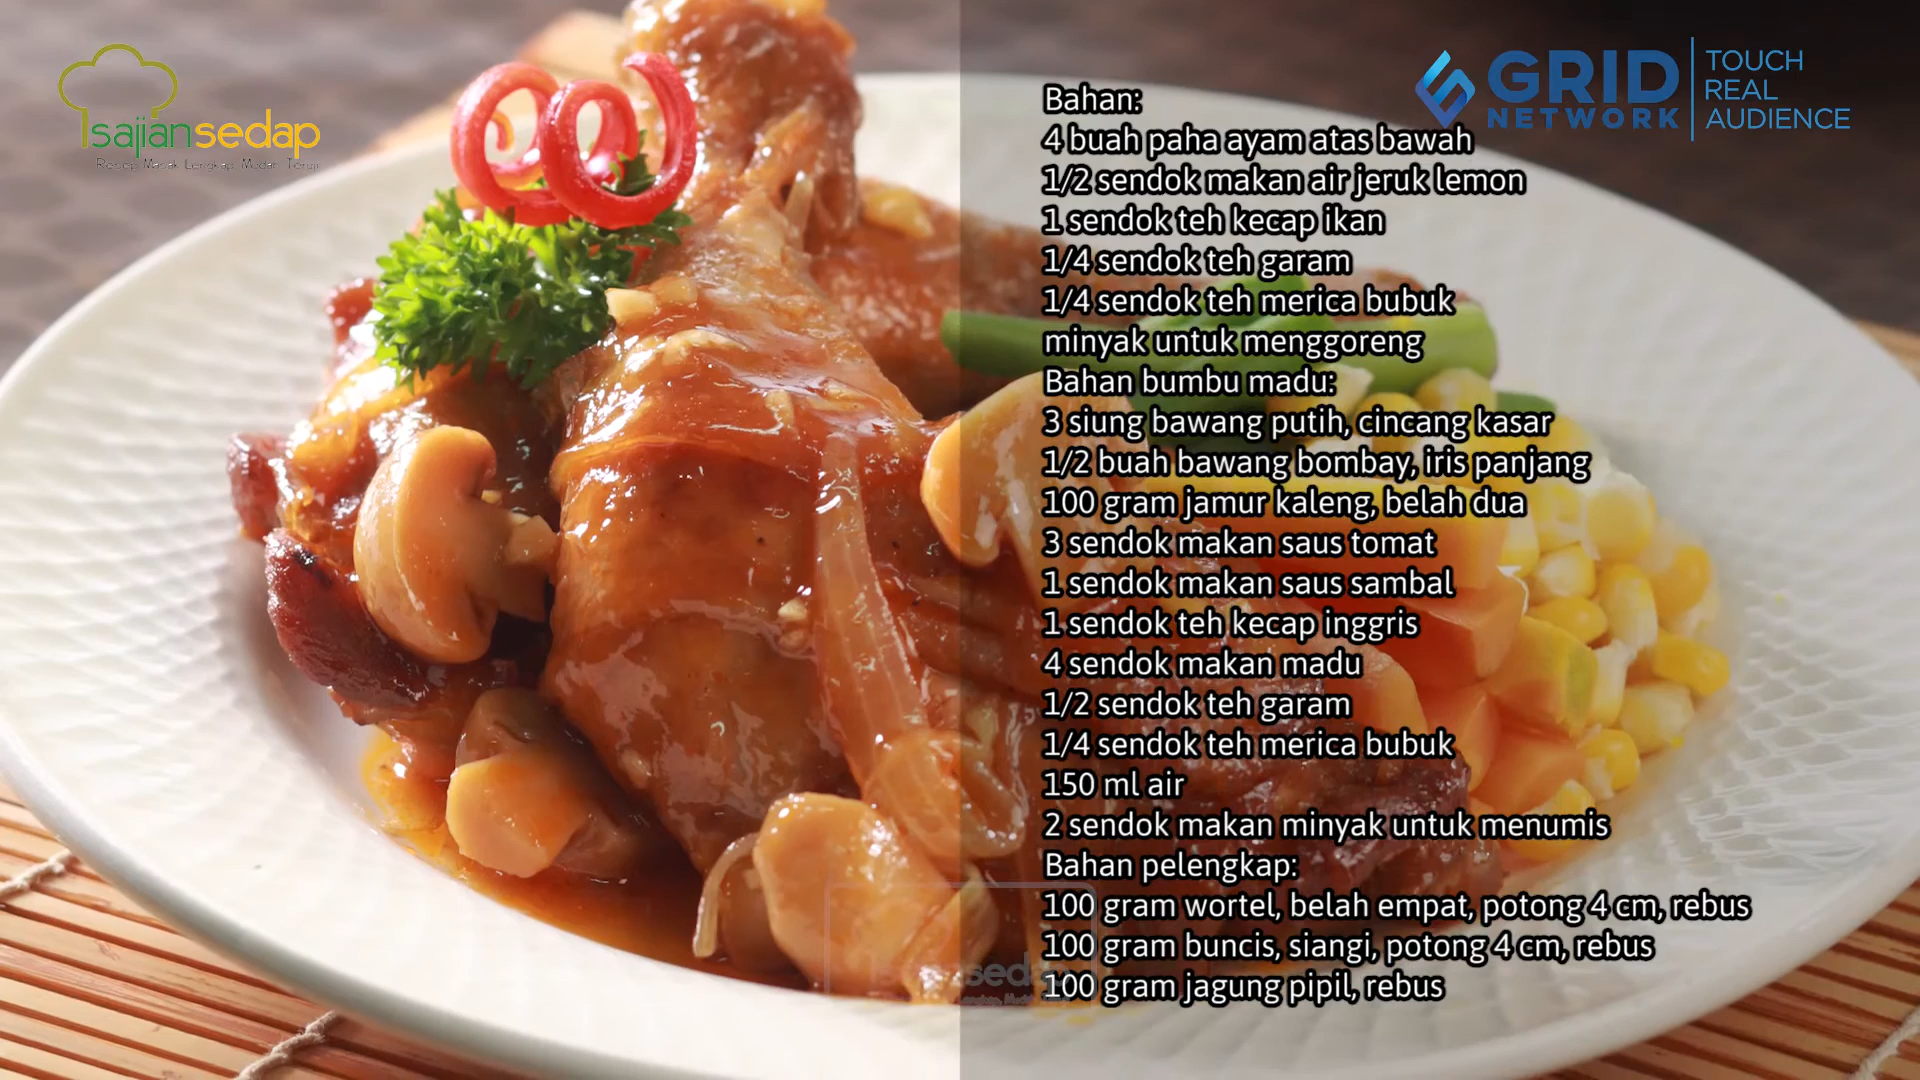 sajiansedap
Resep Masak Lengkap, Mudah, Teruji
GRID
NETWORK
TOUCH
REAL
AUDIENCE
Bahan:
4 buah paha ayam atas bawah
1/2 sendok makan air jeruk lemon
1 sendok teh kecap ikan
1/4 sendok teh garam
1/4 sendok teh merica bubuk
minyak untuk menggoreng
Bahan bumbu madu:
3 siung bawang putih, cincang kasar
1/2 buah bawang bombay, iris panjang
100 gram jamur kaleng, belah dua
3 sendok makan saus tomat
1 sendok makan saus sambal
1 sendok teh kecap inggris
4 sendok makan madu
1/2 sendok teh garam
1/4 sendok teh merica bubuk
150 ml air
2 sendok makan minyak untuk menumis
Bahan pelengkap:
100 gram wortel, belah empat, potong 4 cm, rebus
100 gram buncis, siangi, potong 4 cm, rebus
100 gram jagung pipil, rebus